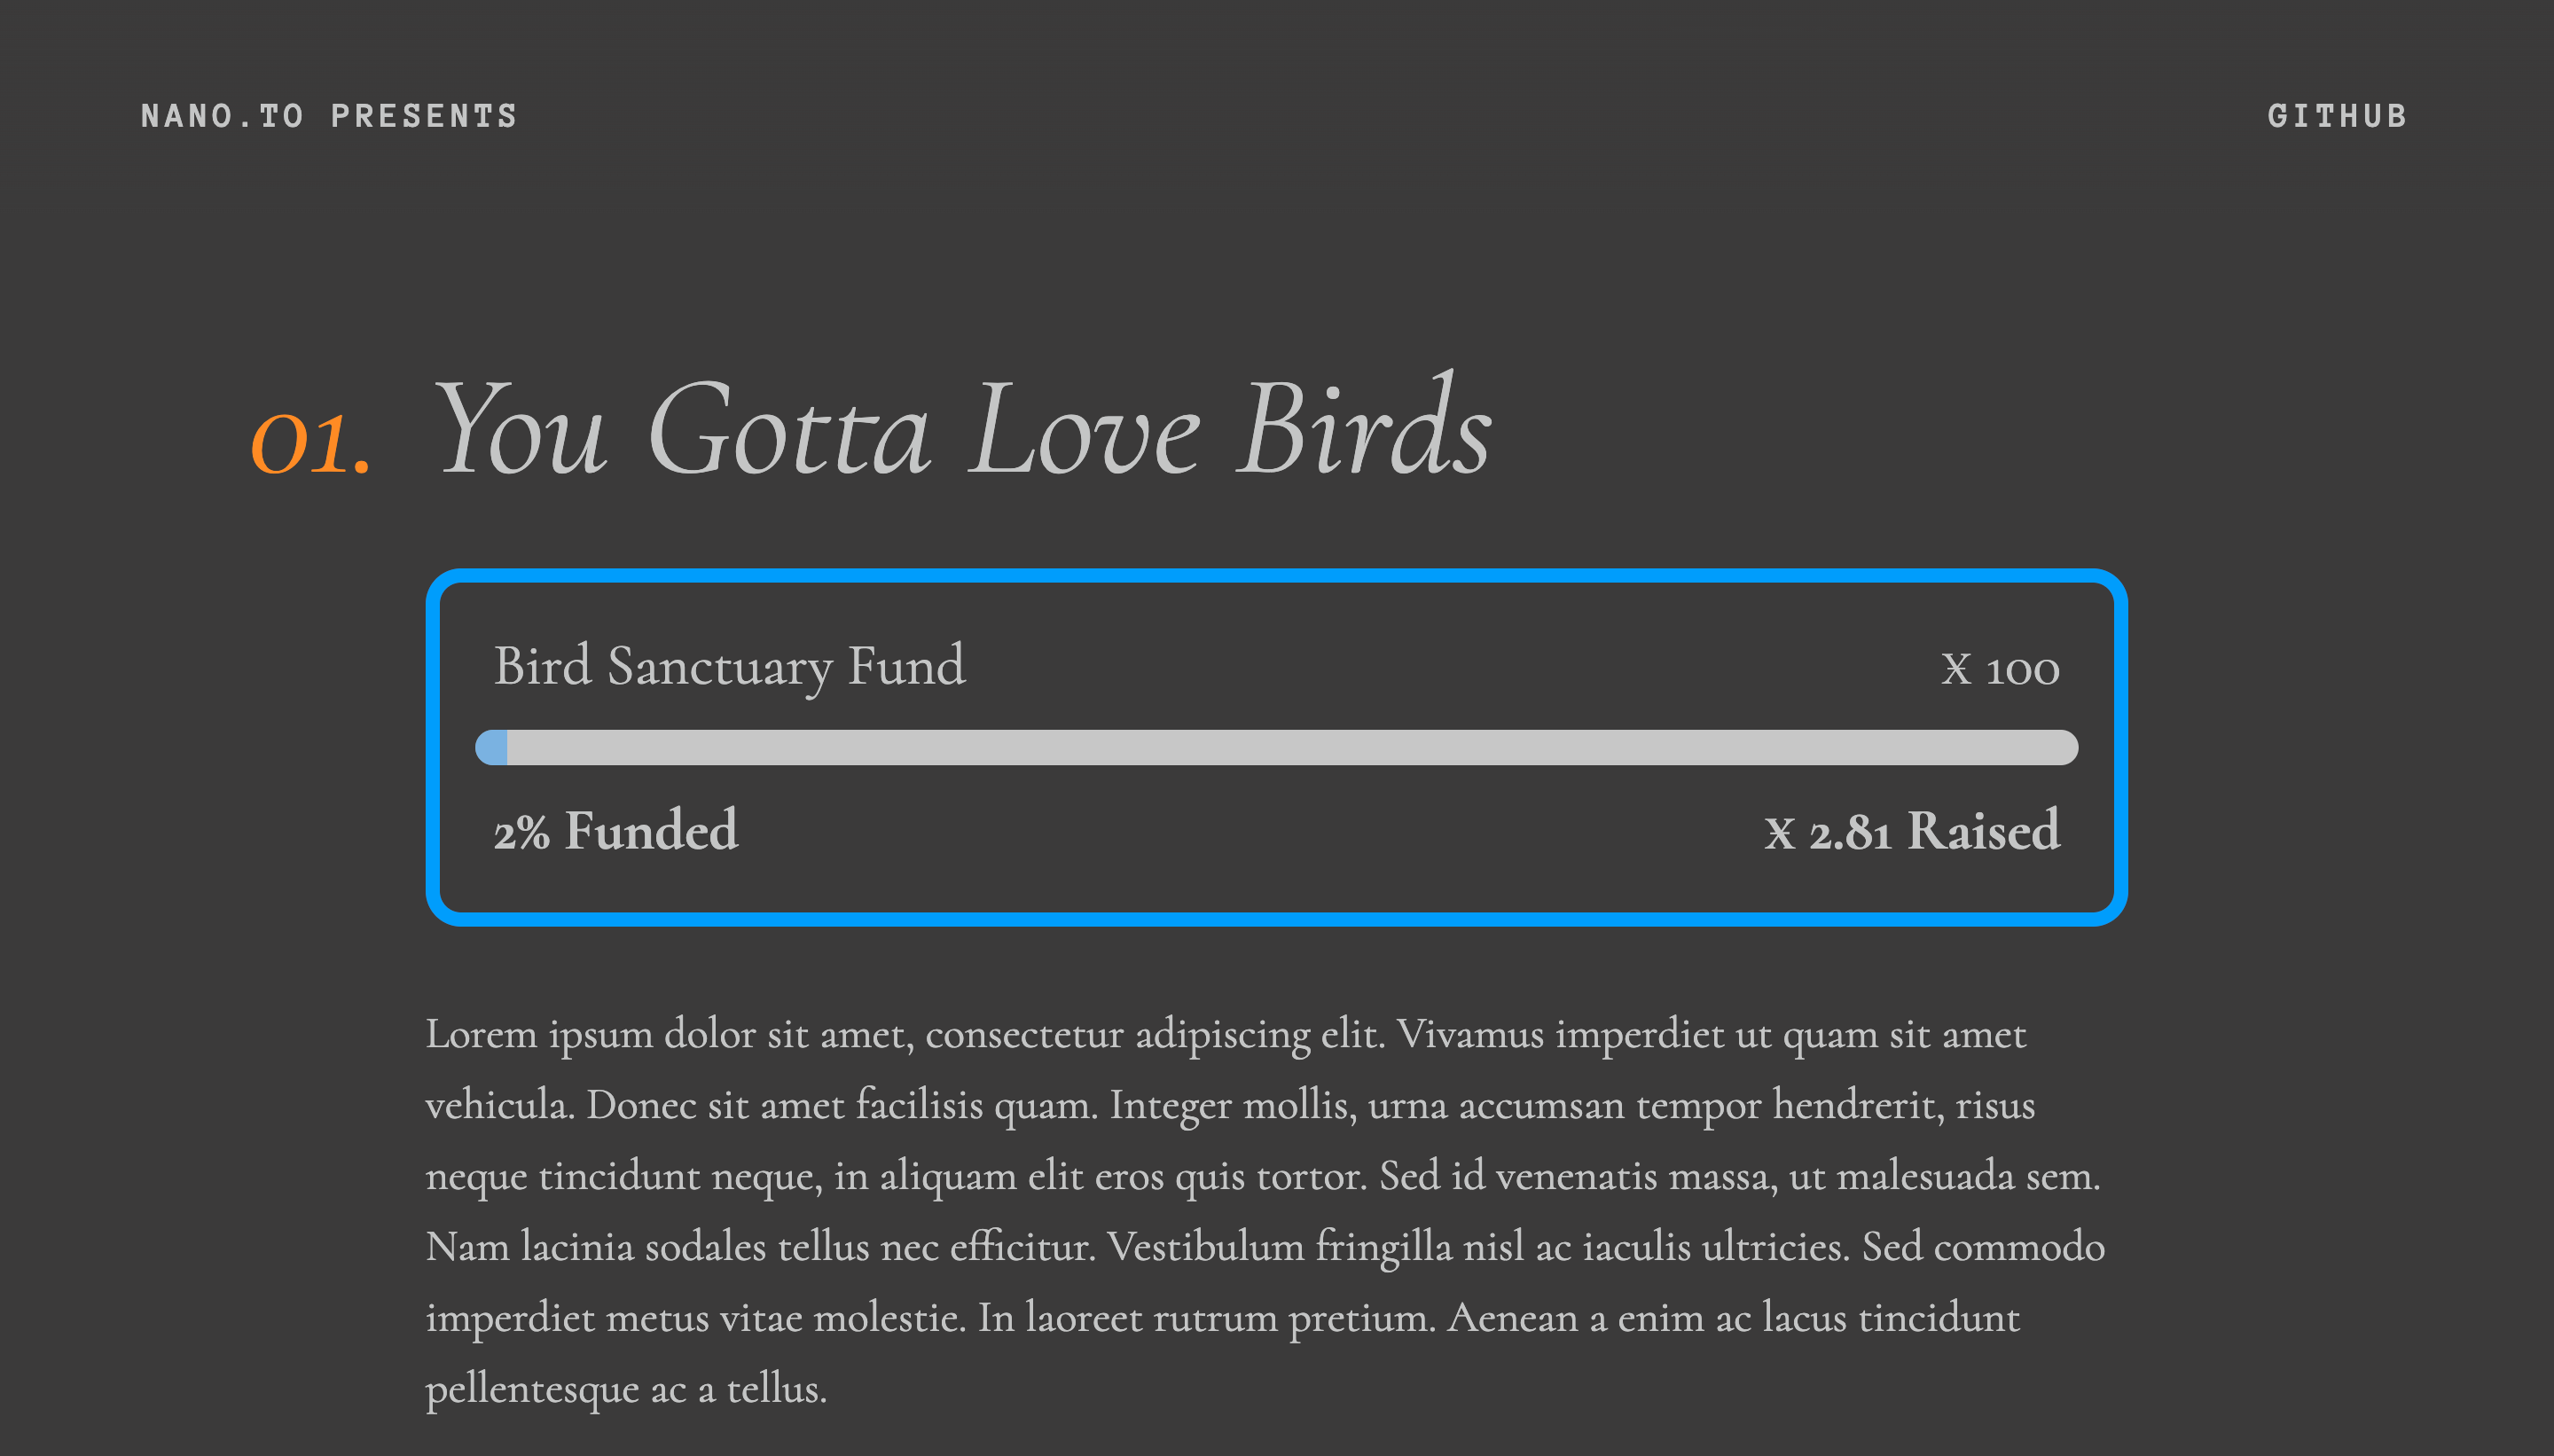 NANO.TO PRESENTS
GITHUB
01. You Gotta Love Birds
Bird Sanctuary Fund
Ӿ 100
2% Funded
Ӿ 2.81 Raised
Lorem ipsum dolor sit amet, consectetur adipiscing elit. Vivamus imperdiet ut quam sit amet
vehicula. Donec sit amet facilisis quam. Integer mollis, urna accumsan tempor hendrerit, risus
neque tincidunt neque, in aliquam elit eros quis tortor. Sed id venenatis massa, ut malesuada sem.
Nam lacinia sodales tellus nec efficitur. Vestibulum fringilla nisl ac iaculis ultricies. Sed commodo
imperdiet metus vitae molestie. In laoreet rutrum pretium. Aenean a enim ac lacus tincidunt
pellentesque ac a tellus.